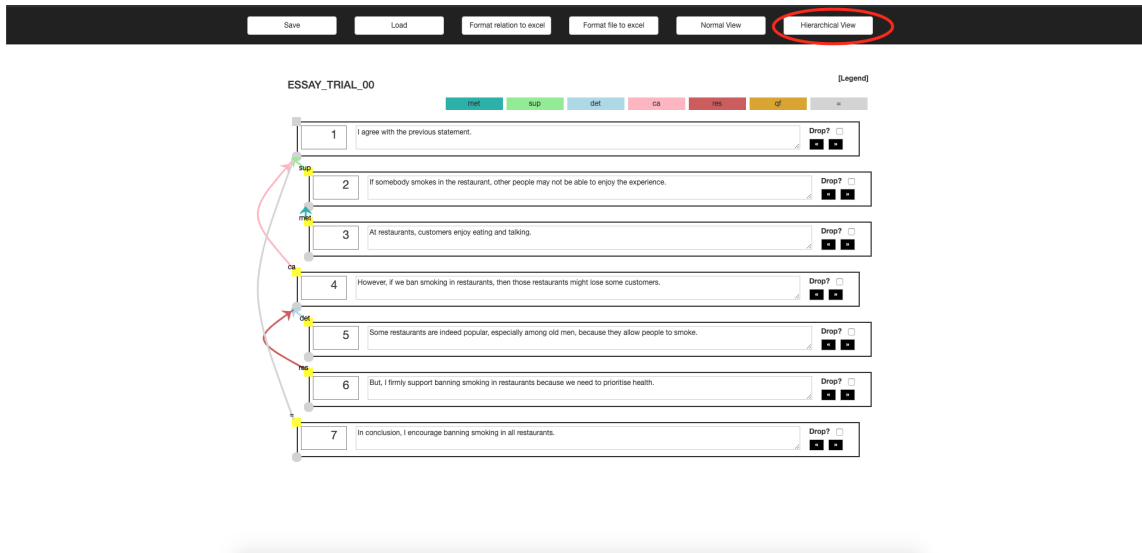 Save Load Format relation to excel Format file to excel Normal View Hierarchical View
[Legend]
ESSAY_TRIAL_00
met sup det ca res qf =
1 I agree with the previous statement. Drop?
« »
sup
2 If somebody smokes in the restaurant, other people may not be able to enjoy the experience. Drop?
« »
met
3 At restaurants, customers enjoy eating and talking. Drop?
« »
ca
4 However, if we ban smoking in restaurants, then those restaurants might lose some customers. Drop?
« »
det
5 Some restaurants are indeed popular, especially among old men, because they allow people to smoke. Drop?
« »
res
6 But, I firmly support banning smoking in restaurants because we need to prioritise health. Drop?
« »
=
7 In conclusion, I encourage banning smoking in all restaurants. Drop?
« »